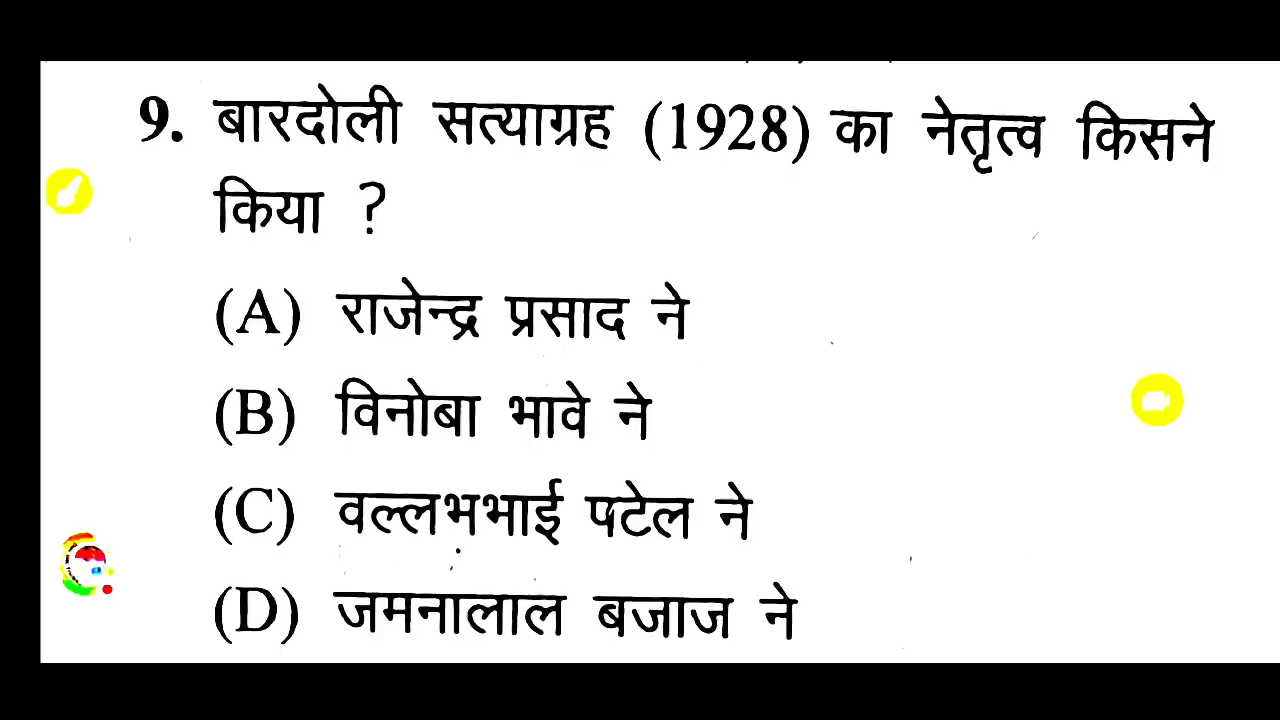 9. बारदोली सत्याग्रह (1928) का नेतृत्व किसने
किया ?
(A) राजेन्द्र प्रसाद ने
(B) विनोबा भावे ने
(C) वल्लभभाई पटेल ने
(D) जमनालाल बजाज ने